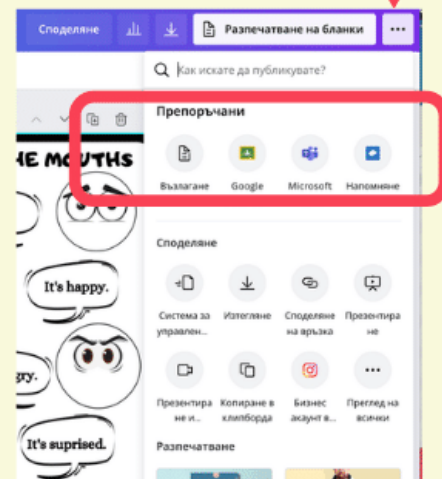 Споделяне
Разпечатване на бланки
Как искате да публикувате?
Препоръчани
Възлагане Google Microsoft Напомняне
HE MOUTHS
Споделяне
It's happy.
Система за управлен... Изтегляне Споделяне на връзка Презентира не
gry.
Презентира не и... Копиране в клипборда Бизнес акаунт в... Преглед на всички
It's suprised.
Разпечатване